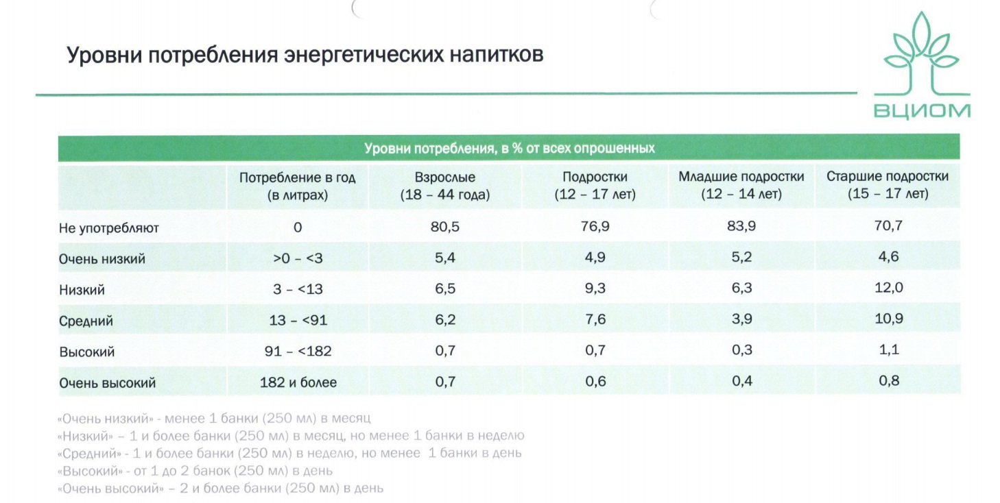 Уровни потребления энергетических напитков
ВЦИОМ
Уровни потребления, в % от всех опрошенных
Потребление в год (в литрах) Взрослые (18 – 44 года) Подростки (12 – 17 лет) Младшие подростки (12 – 14 лет) Старшие подростки (15 – 17 лет)
Не употребляют 0 80,5 76,9 83,9 70,7
Очень низкий >0 – <3 5,4 4,9 5,2 4,6
Низкий 3 – <13 6,5 9,3 6,3 12,0
Средний 13 – <91 6,2 7,6 3,9 10,9
Высокий 91 – <182 0,7 0,7 0,3 1,1
Очень высокий 182 и более 0,7 0,6 0,4 0,8
«Очень низкий» - менее 1 банки (250 мл) в месяц
«Низкий» – 1 и более банки (250 мл) в месяц, но менее 1 банки в неделю
«Средний» - 1 и более банки (250 мл) в неделю, но менее 1 банки в день
«Высокий» - от 1 до 2 банок (250 мл) в день
«Очень высокий» – 2 и более банки (250 мл) в день